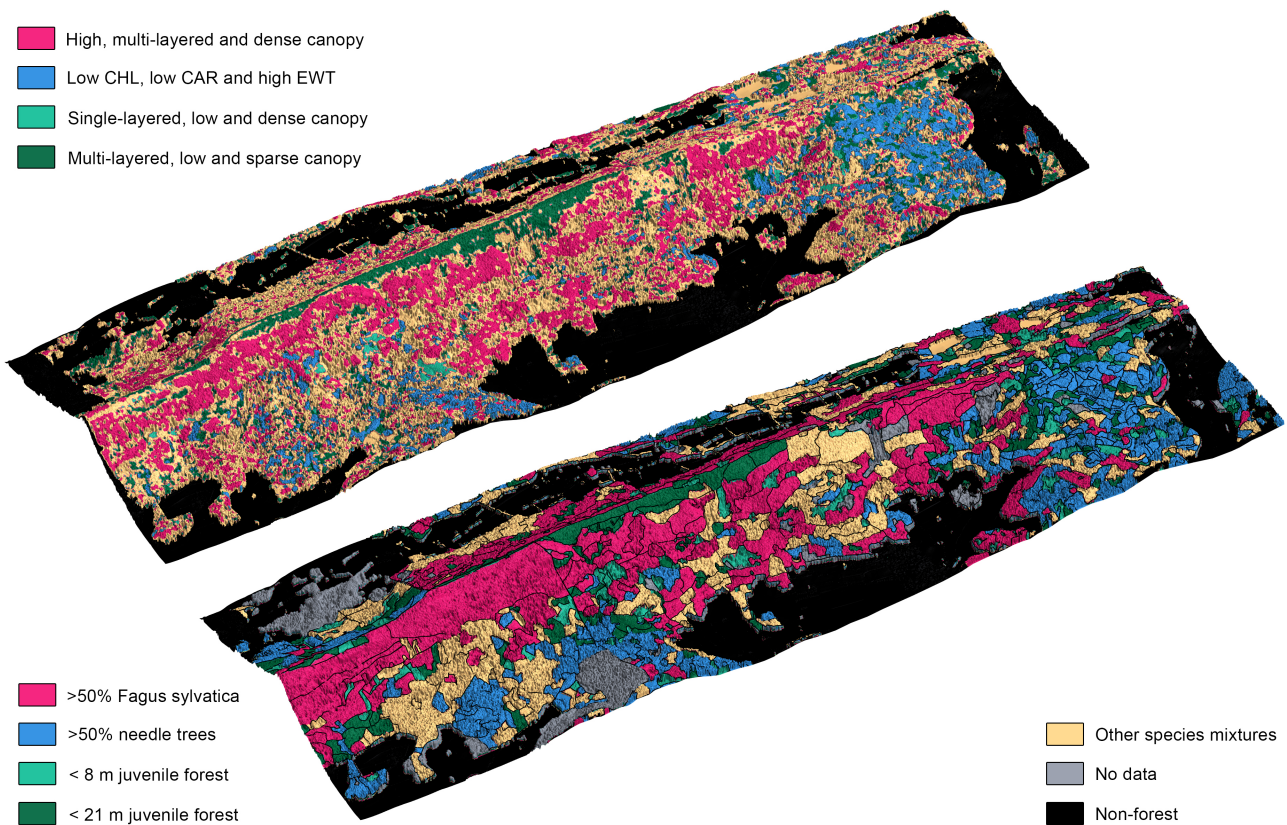 High, multi-layered and dense canopy
Low CHL, low CAR and high EWT
Single-layered, low and dense canopy
Multi-layered, low and sparse canopy
>50% Fagus sylvatica
>50% needle trees
< 8 m juvenile forest
< 21 m juvenile forest
Other species mixtures
No data
Non-forest